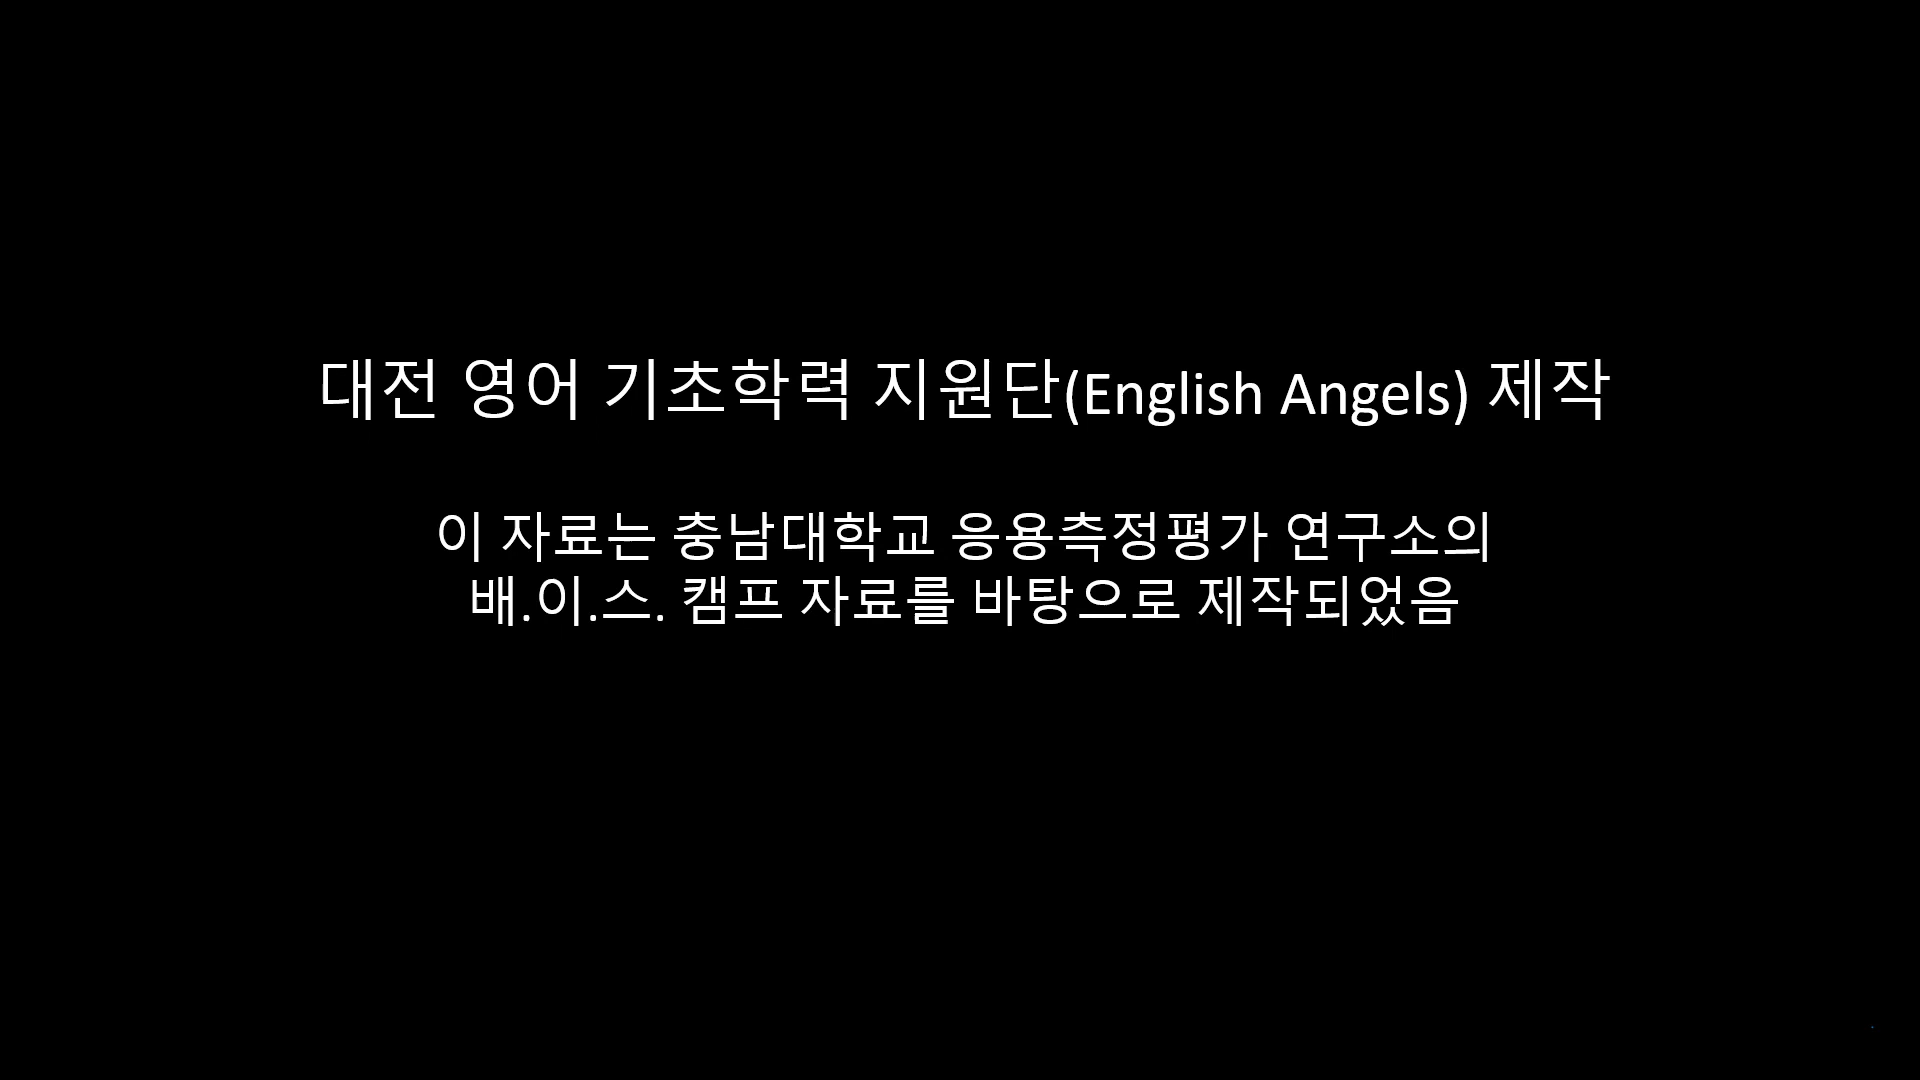 대전 영어 기초학력 지원단(English Angels) 제작
이 자료는 충남대학교 응용측정평가 연구소의
배.이.스. 캠프 자료를 바탕으로 제작되었음